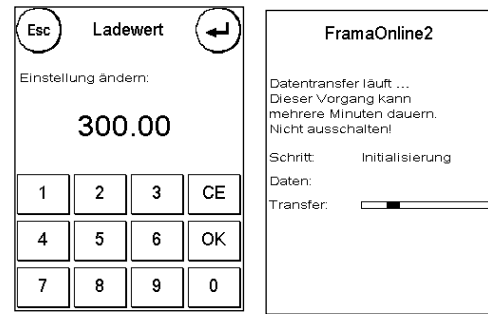 Esc Ladewert
Einstellung ändern:
300.00
1 2 3 CE
4 5 6 OK
7 8 9 0
FramaOnline2
Datentransfer läuft ...
Dieser Vorgang kann
mehrere Minuten dauern.
Nicht ausschalten!
Schritt: Initialisierung
Daten:
Transfer: